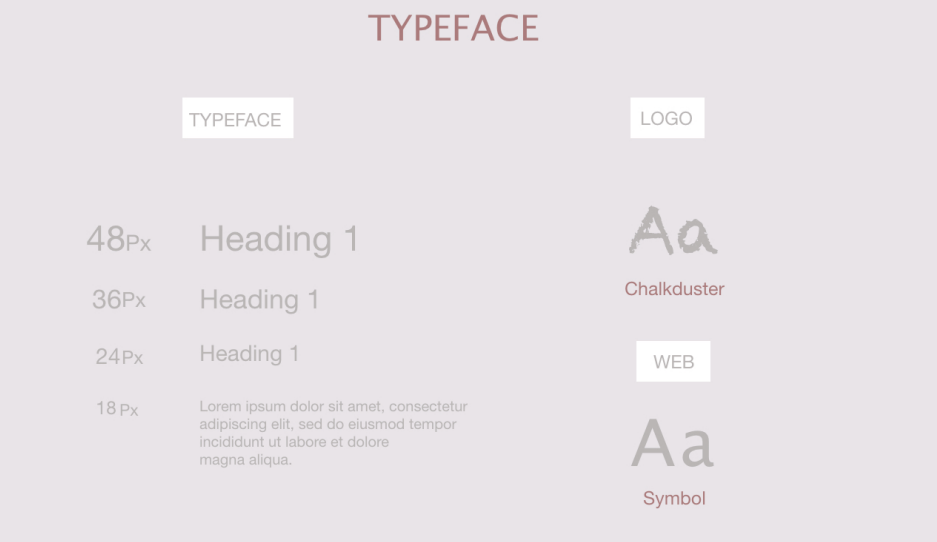 TYPEFACE
TYPEFACE
48Px Heading 1
36Px Heading 1
24Px Heading 1
18 Px Lorem ipsum dolor sit amet, consectetur
adipiscing elit, sed do eiusmod tempor
incididunt ut labore et dolore
magna aliqua.
LOGO
Aa
Chalkduster
WEB
Aa
Symbol